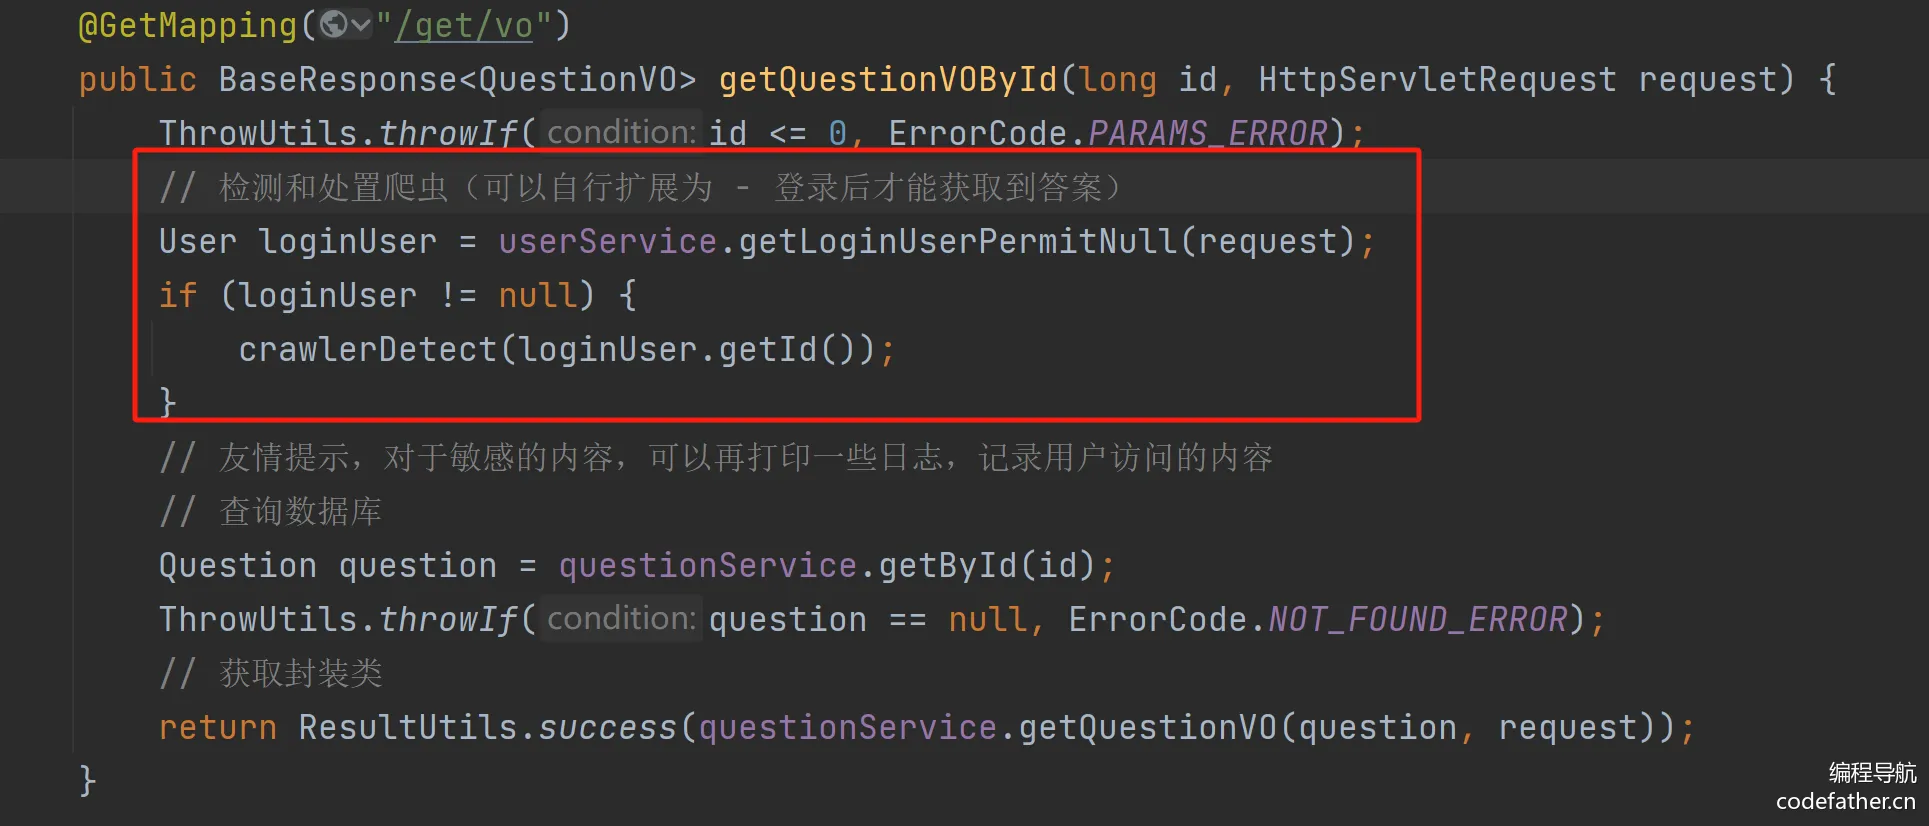 @GetMapping("/get/vo")
public BaseResponse<QuestionVO> getQuestionVOById(long id, HttpServletRequest request) {
ThrowUtils.throwIf( condition: id <= 0, ErrorCode.PARAMS_ERROR);
// 检测和处置爬虫（可以自行扩展为 - 登录后才能获取到答案）
User loginUser = userService.getLoginUserPermitNull(request);
if (loginUser != null) {
crawlerDetect(loginUser.getId());
}
// 友情提示，对于敏感的内容，可以再打印一些日志，记录用户访问的内容
// 查询数据库
Question question = questionService.getById(id);
ThrowUtils.throwIf( condition: question == null, ErrorCode.NOT_FOUND_ERROR);
// 获取封装类
return ResultUtils.success(questionService.getQuestionVO(question, request));
}
编程导航
codefather.cn